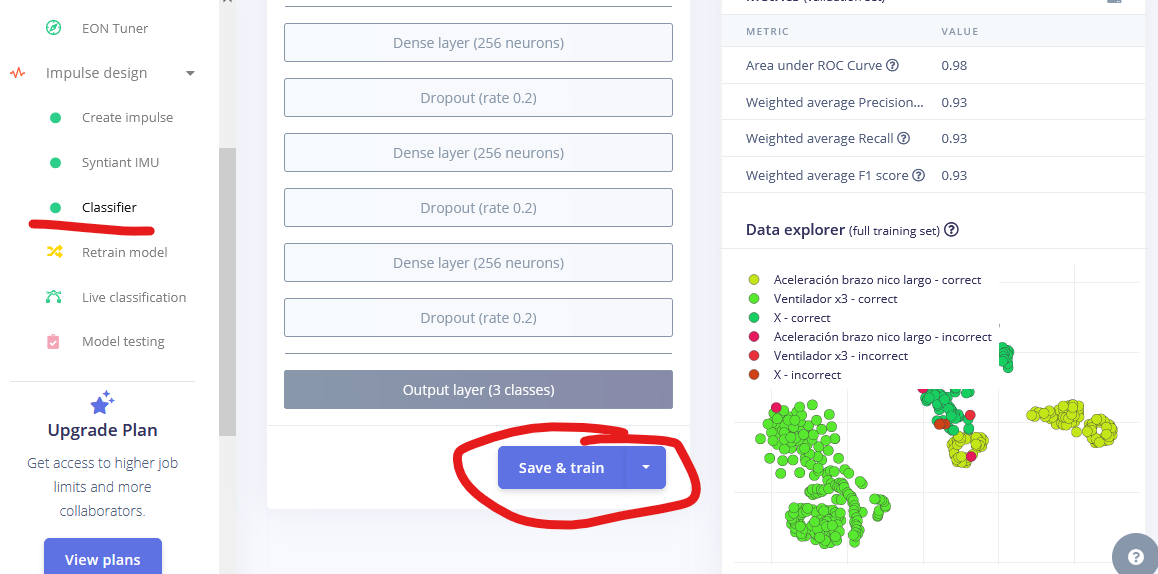 EON Tuner
Impulse design
Create impulse
Syntiant IMU
Classifier
Retrain model
Live classification
Model testing
Upgrade Plan
Get access to higher job
limits and more
collaborators.
View plans
Dense layer (256 neurons)
Dropout (rate 0.2)
Dense layer (256 neurons)
Dropout (rate 0.2)
Dense layer (256 neurons)
Dropout (rate 0.2)
Output layer (3 classes)
Save & train
METRIC VALUE
Area under ROC Curve ? 0.98
Weighted average Precision... 0.93
Weighted average Recall ? 0.93
Weighted average F1 score ? 0.93
Data explorer (full training set) ?
Aceleración brazo nico largo - correct
Ventilador x3 - correct
X - correct
Aceleración brazo nico largo - incorrect
Ventilador x3 - incorrect
X - incorrect
?